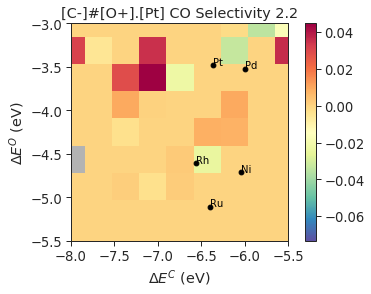 [C-]#[O+].[Pt] CO Selectivity 2.2
−3.0
−3.5
−4.0
−4.5
−5.0
−5.5
ΔE^O (eV)
Pt
Pd
Rh
Ni
Ru
−8.0 −7.5 −7.0 −6.5 −6.0 −5.5
ΔE^C (eV)
0.04
0.02
0.00
−0.02
−0.04
−0.06